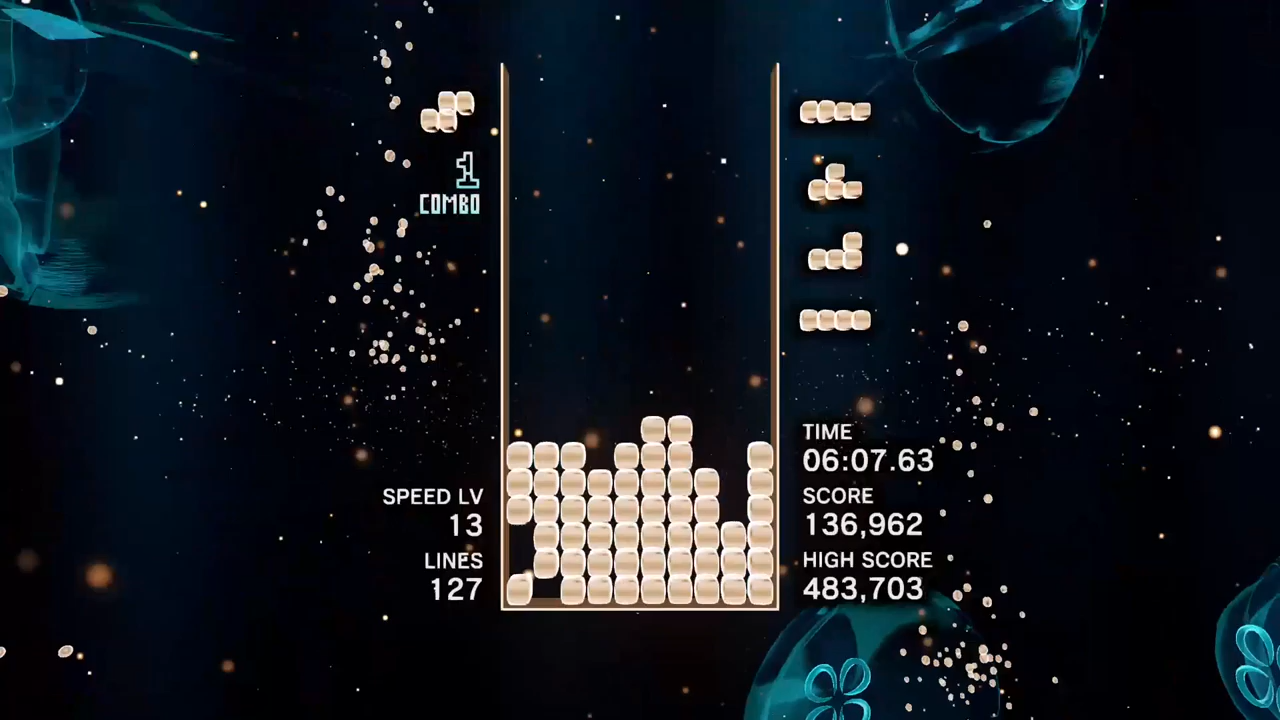 1
COMBO
SPEED LV
13
LINES
127
TIME
06:07.63
SCORE
136,962
HIGH SCORE
483,703